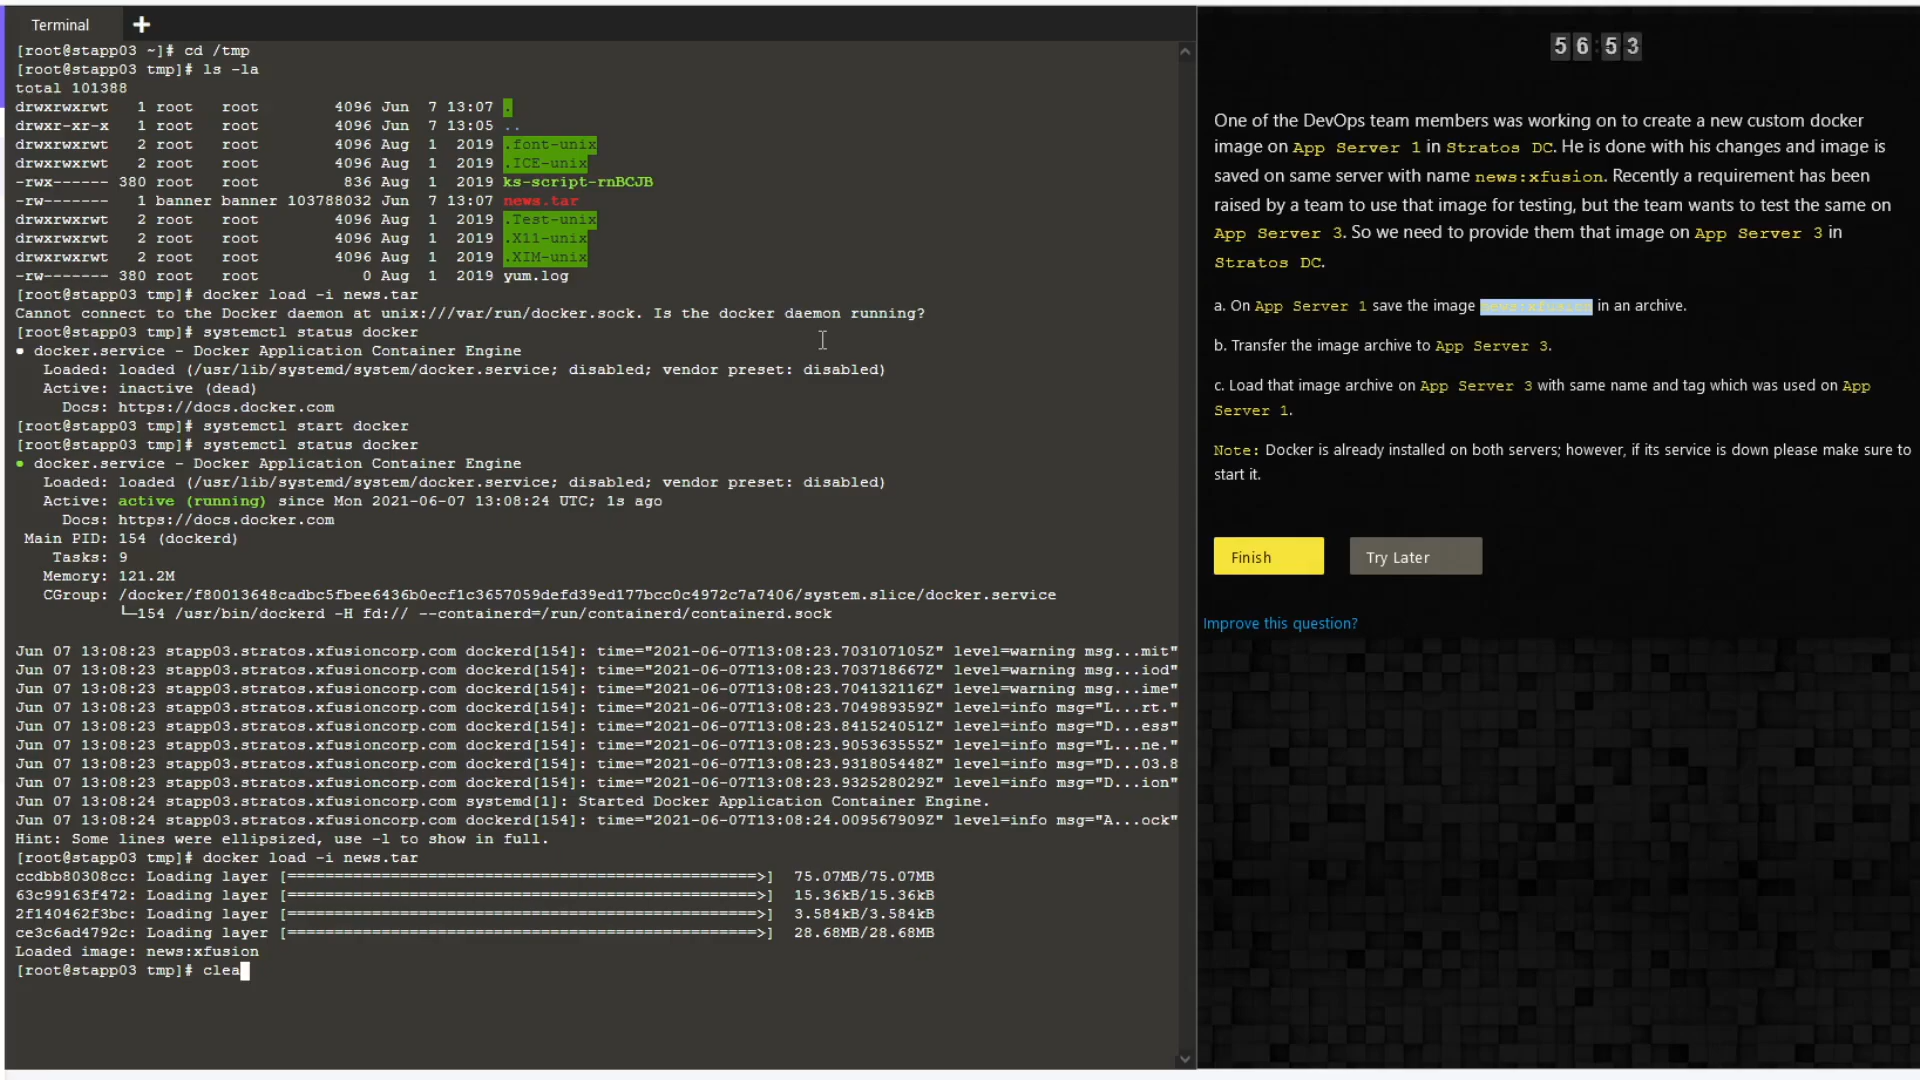 Terminal +
[root@stapp03 ~]# cd /tmp
[root@stapp03 tmp]# ls -la
total 101388
drwxrwxrwt   1 root   root        4096 Jun  7 13:07 .
drwxr-xr-x   1 root   root        4096 Jun  7 13:05 ..
drwxrwxrwt   2 root   root        4096 Aug  1  2019 .font-unix
drwxrwxrwt   2 root   root        4096 Aug  1  2019 .ICE-unix
-rwx------ 380 root   root         836 Aug  1  2019 ks-script-rnBCJB
-rw-------   1 banner banner 103788032 Jun  7 13:07 news.tar
drwxrwxrwt   2 root   root        4096 Aug  1  2019 .Test-unix
drwxrwxrwt   2 root   root        4096 Aug  1  2019 .X11-unix
drwxrwxrwt   2 root   root        4096 Aug  1  2019 .XIM-unix
-rw------- 380 root   root           0 Aug  1  2019 yum.log
[root@stapp03 tmp]# docker load -i news.tar
Cannot connect to the Docker daemon at unix:///var/run/docker.sock. Is the docker daemon running?
[root@stapp03 tmp]# systemctl status docker
● docker.service - Docker Application Container Engine
   Loaded: loaded (/usr/lib/systemd/system/docker.service; disabled; vendor preset: disabled)
   Active: inactive (dead)
     Docs: https://docs.docker.com
[root@stapp03 tmp]# systemctl start docker
[root@stapp03 tmp]# systemctl status docker
● docker.service - Docker Application Container Engine
   Loaded: loaded (/usr/lib/systemd/system/docker.service; disabled; vendor preset: disabled)
   Active: active (running) since Mon 2021-06-07 13:08:24 UTC; 1s ago
     Docs: https://docs.docker.com
 Main PID: 154 (dockerd)
    Tasks: 9
   Memory: 121.2M
   CGroup: /docker/f80013648cadbc5fbee6436b0ecf1c3657059defd39ed177bcc0c4972c7a7406/system.slice/docker.service
           └─154 /usr/bin/dockerd -H fd:// --containerd=/run/containerd/containerd.sock
Jun 07 13:08:23 stapp03.stratos.xfusioncorp.com dockerd[154]: time="2021-06-07T13:08:23.703107105Z" level=warning msg...mit"
Jun 07 13:08:23 stapp03.stratos.xfusioncorp.com dockerd[154]: time="2021-06-07T13:08:23.703718667Z" level=warning msg...iod"
Jun 07 13:08:23 stapp03.stratos.xfusioncorp.com dockerd[154]: time="2021-06-07T13:08:23.704132116Z" level=warning msg...ime"
Jun 07 13:08:23 stapp03.stratos.xfusioncorp.com dockerd[154]: time="2021-06-07T13:08:23.704989359Z" level=info msg="L...rt."
Jun 07 13:08:23 stapp03.stratos.xfusioncorp.com dockerd[154]: time="2021-06-07T13:08:23.841524051Z" level=info msg="D...ess"
Jun 07 13:08:23 stapp03.stratos.xfusioncorp.com dockerd[154]: time="2021-06-07T13:08:23.905363555Z" level=info msg="L...ne."
Jun 07 13:08:23 stapp03.stratos.xfusioncorp.com dockerd[154]: time="2021-06-07T13:08:23.931805448Z" level=info msg="D...03.8
Jun 07 13:08:23 stapp03.stratos.xfusioncorp.com dockerd[154]: time="2021-06-07T13:08:23.932528029Z" level=info msg="D...ion"
Jun 07 13:08:24 stapp03.stratos.xfusioncorp.com systemd[1]: Started Docker Application Container Engine.
Jun 07 13:08:24 stapp03.stratos.xfusioncorp.com dockerd[154]: time="2021-06-07T13:08:24.009567909Z" level=info msg="A...ock"
Hint: Some lines were ellipsized, use -l to show in full.
[root@stapp03 tmp]# docker load -i news.tar
ccdbb80308cc: Loading layer [==================================================>]  75.07MB/75.07MB
63c99163f472: Loading layer [==================================================>]  15.36kB/15.36kB
2f140462f3bc: Loading layer [==================================================>]  3.584kB/3.584kB
ce3c6ad4792c: Loading layer [==================================================>]  28.68MB/28.68MB
Loaded image: news:xfusion
[root@stapp03 tmp]# clea
56:53
One of the DevOps team members was working on to create a new custom docker
image on App Server 1 in Stratos DC. He is done with his changes and image is
saved on same server with name news:xfusion. Recently a requirement has been
raised by a team to use that image for testing, but the team wants to test the same on
App Server 3. So we need to provide them that image on App Server 3 in
Stratos DC.
a. On App Server 1 save the image news:xfusion in an archive.
b. Transfer the image archive to App Server 3.
c. Load that image archive on App Server 3 with same name and tag which was used on App
Server 1.
Note: Docker is already installed on both servers; however, if its service is down please make sure to
start it.
Finish
Try Later
Improve this question?